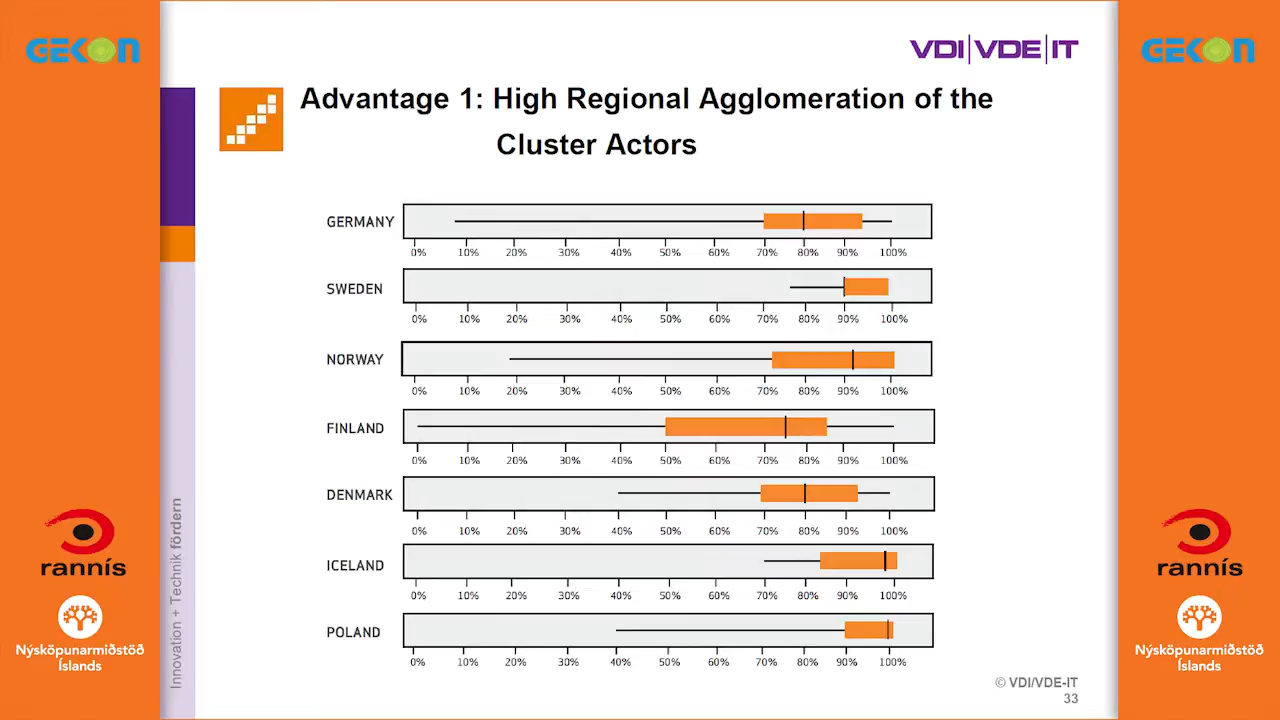 GEKON
VDI|VDE|IT
GEKON
Advantage 1: High Regional Agglomeration of the
Cluster Actors
GERMANY
0% 10% 20% 30% 40% 50% 60% 70% 80% 90% 100%
SWEDEN
0% 10% 20% 30% 40% 50% 60% 70% 80% 90% 100%
NORWAY
0% 10% 20% 30% 40% 50% 60% 70% 80% 90% 100%
FINLAND
0% 10% 20% 30% 40% 50% 60% 70% 80% 90% 100%
DENMARK
0% 10% 20% 30% 40% 50% 60% 70% 80% 90% 100%
ICELAND
0% 10% 20% 30% 40% 50% 60% 70% 80% 90% 100%
POLAND
0% 10% 20% 30% 40% 50% 60% 70% 80% 90% 100%
Innovation + Technik fördern
rannís
Nýsköpunarmiðstöð
Íslands
rannís
Nýsköpunarmiðstöð
Íslands
© VDI/VDE-IT
33